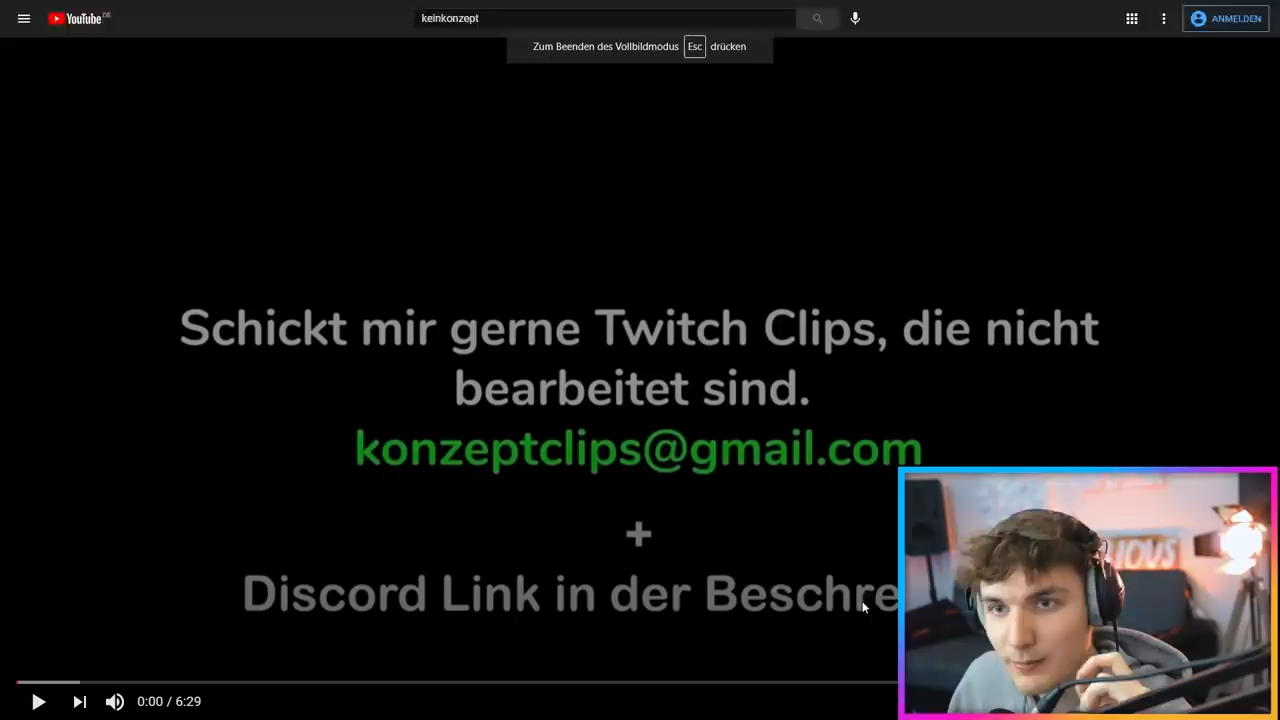 YouTube DE
keinkonzept
ANMELDEN
Zum Beenden des Vollbildmodus Esc drücken
Schickt mir gerne Twitch Clips, die nicht
bearbeitet sind.
konzeptclips@gmail.com
+
Discord Link in der Beschre
0:00 / 6:29